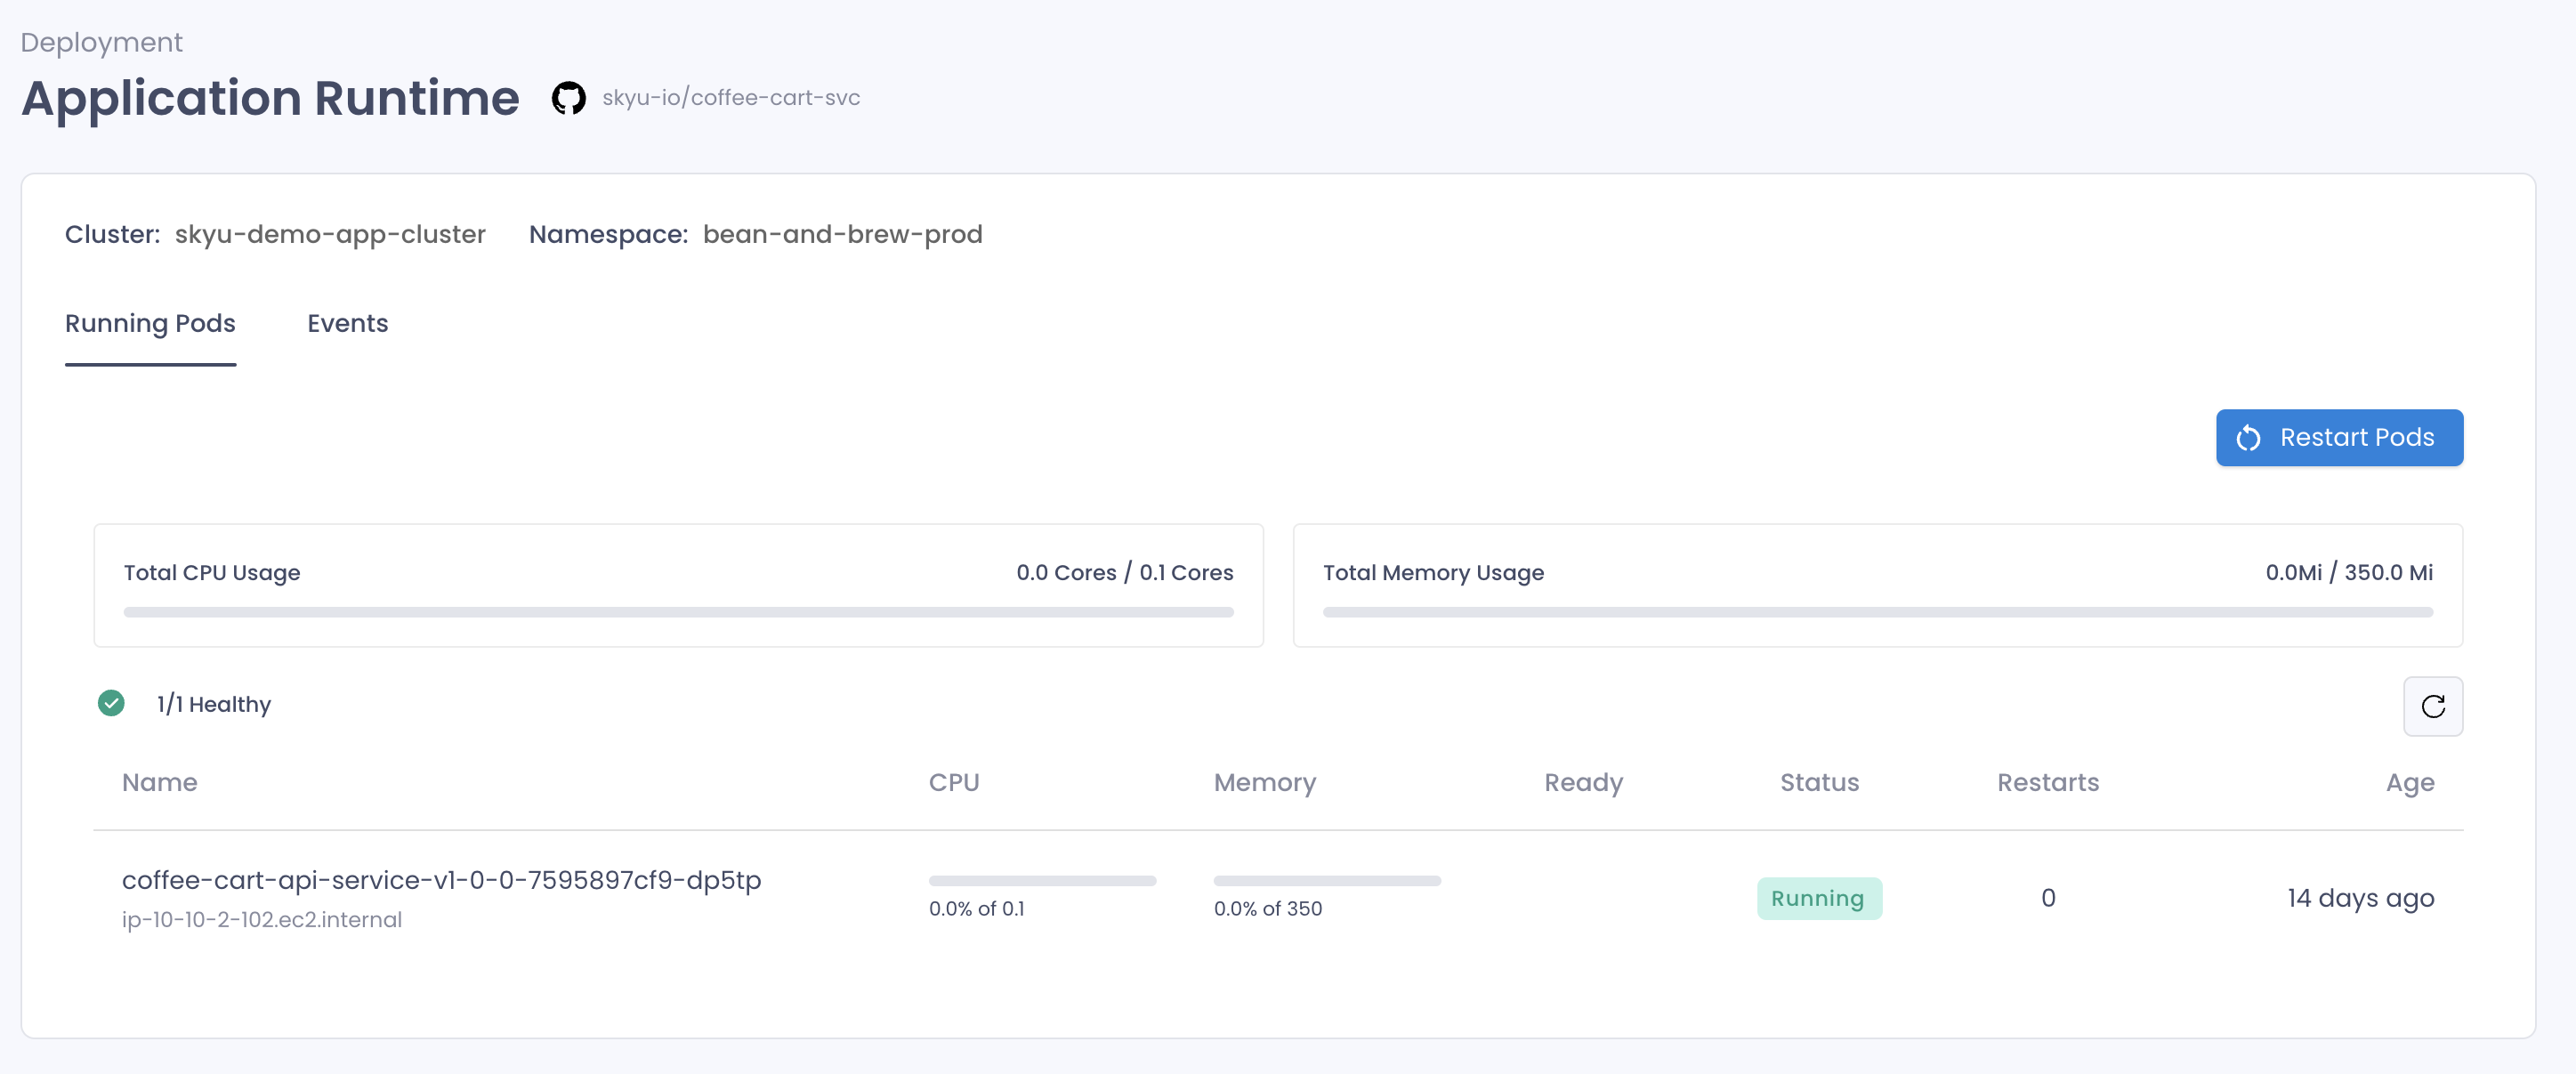 Deployment
Application Runtime skyu-io/coffee-cart-svc
Cluster: skyu-demo-app-cluster Namespace: bean-and-brew-prod
Running Pods Events
Restart Pods
Total CPU Usage 0.0 Cores / 0.1 Cores Total Memory Usage 0.0Mi / 350.0 Mi
1/1 Healthy
Name CPU Memory Ready Status Restarts Age
coffee-cart-api-service-v1-0-0-7595897cf9-dp5tp
ip-10-10-2-102.ec2.internal 0.0% of 0.1 0.0% of 350 Running 0 14 days ago